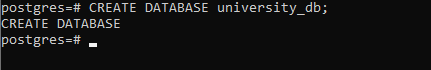 postgres=# CREATE DATABASE university_db;
CREATE DATABASE
postgres=#